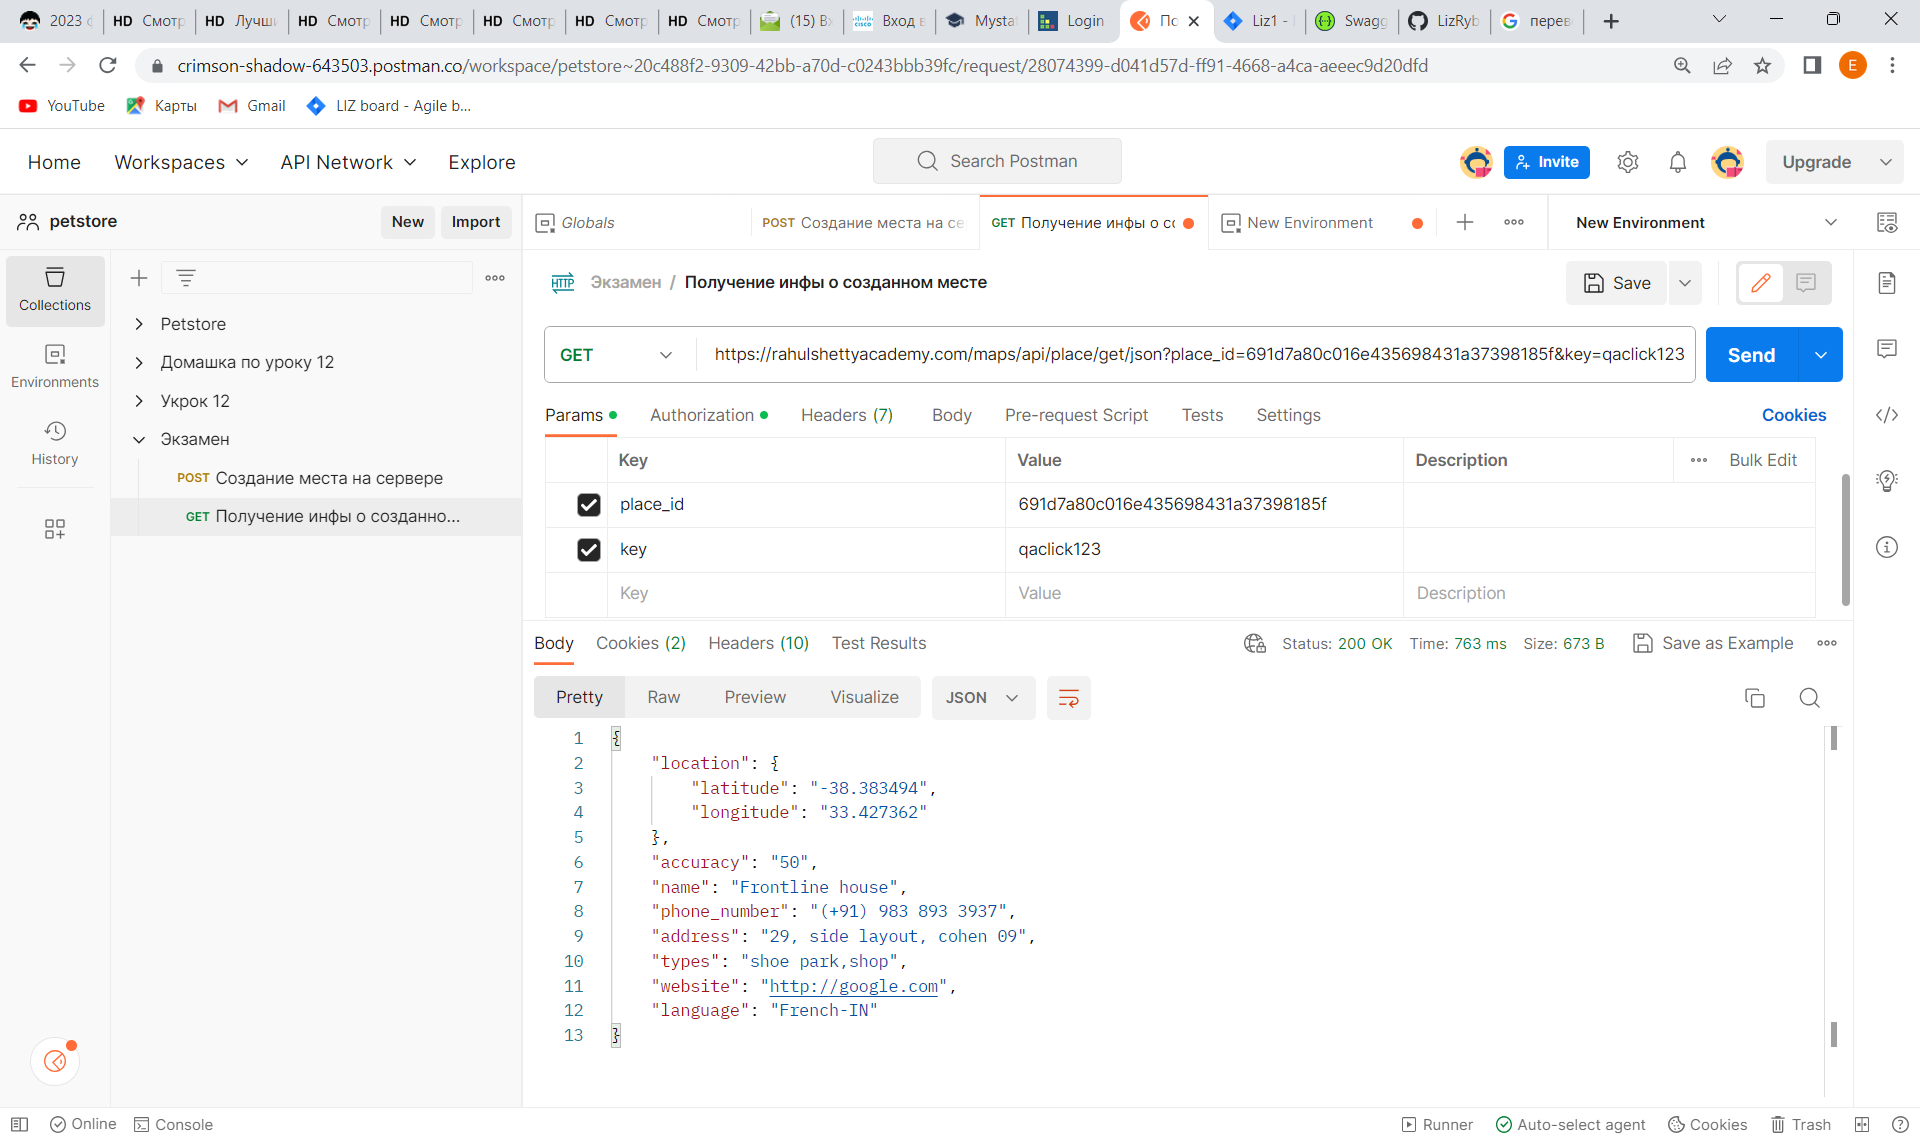 2023 ф
HD Смотр
HD Лучши
HD Смотр
HD Смотр
HD Смотр
HD Смотр
HD Смотр
(15) Вх
Вход в
Mysta
Login
По
Liz1 -
Swagg
LizRyb
перев
crimson-shadow-643503.postman.co/workspace/petstore~20c488f2-9309-42bb-a70d-c0243bbb39fc/request/28074399-d041d57d-ff91-4668-a4ca-aeeec9d20dfd
E
YouTube Карты Gmail LIZ board - Agile b...
Home Workspaces API Network Explore Search Postman Invite Upgrade
petstore New Import Globals POST Создание места на се GET Получение инфы о сс New Environment New Environment
Collections
Environments
History
Petstore
Домашка по уроку 12
Укрок 12
Экзамен
POST Создание места на сервере
GET Получение инфы о созданно...
HTTP Экзамен / Получение инфы о созданном месте Save
GET https://rahulshettyacademy.com/maps/api/place/get/json?place_id=691d7a80c016e435698431a37398185f&key=qaclick123 Send
Params Authorization Headers (7) Body Pre-request Script Tests Settings Cookies
Key Value Description Bulk Edit
place_id 691d7a80c016e435698431a37398185f
key qaclick123
Key Value Description
Body Cookies (2) Headers (10) Test Results Status: 200 OK Time: 763 ms Size: 673 B Save as Example
Pretty Raw Preview Visualize JSON
1 {
2 "location": {
3 "latitude": "-38.383494",
4 "longitude": "33.427362"
5 },
6 "accuracy": "50",
7 "name": "Frontline house",
8 "phone_number": "(+91) 983 893 3937",
9 "address": "29, side layout, cohen 09",
10 "types": "shoe park,shop",
11 "website": "http://google.com",
12 "language": "French-IN"
13 }
Online Console Runner Auto-select agent Cookies Trash